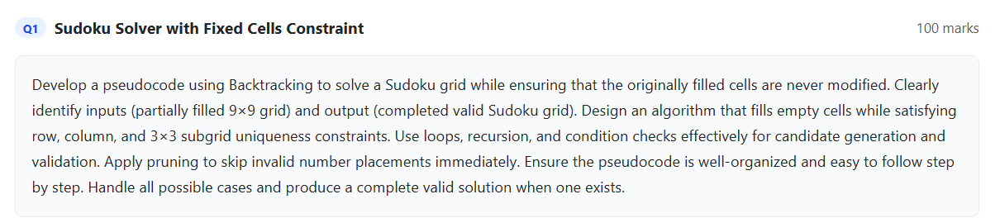 Q1 Sudoku Solver with Fixed Cells Constraint 100 marks
Develop a pseudocode using Backtracking to solve a Sudoku grid while ensuring that the originally filled cells are never modified. Clearly
identify inputs (partially filled 9×9 grid) and output (completed valid Sudoku grid). Design an algorithm that fills empty cells while satisfying
row, column, and 3×3 subgrid uniqueness constraints. Use loops, recursion, and condition checks effectively for candidate generation and
validation. Apply pruning to skip invalid number placements immediately. Ensure the pseudocode is well-organized and easy to follow step
by step. Handle all possible cases and produce a complete valid solution when one exists.